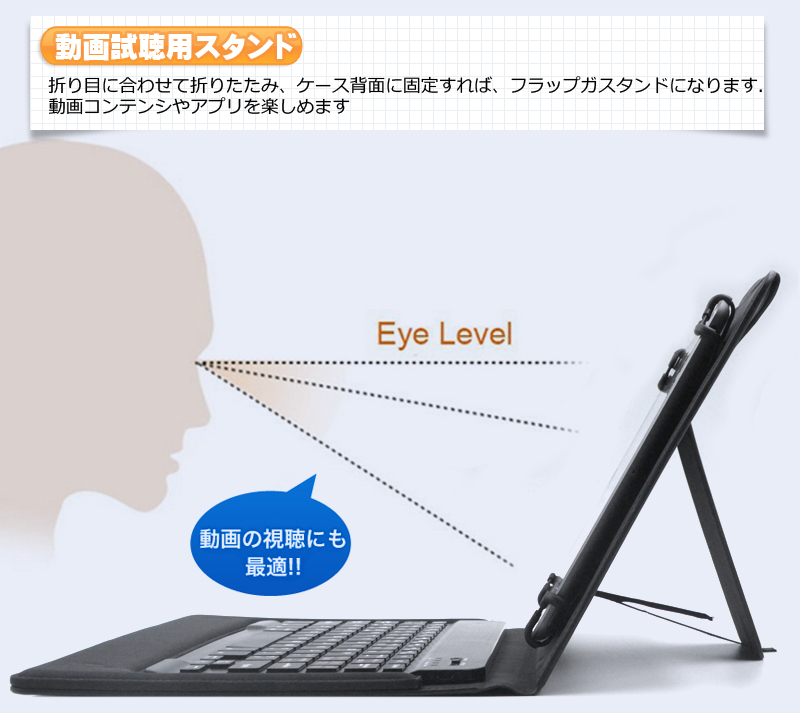 動画試聴用スタンド
折り目に合わせて折りたたみ、ケース背面に固定すれば、フラップガスタンドになります.
動画コンテンシやアプリを楽しめます
Eye Level
動画の視聴にも
最適!!